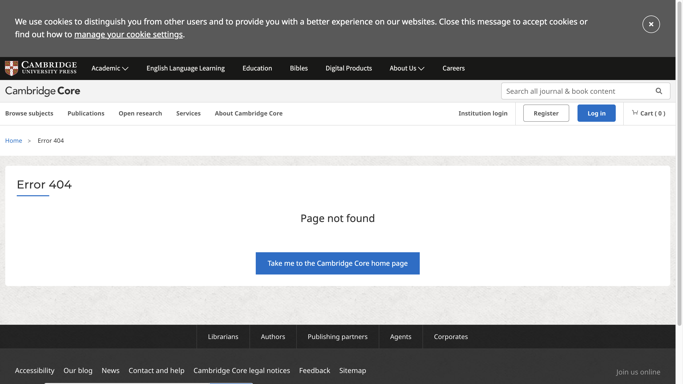 We use cookies to distinguish you from other users and to provide you with a better experience on our websites. Close this message to accept cookies or
find out how to manage your cookie settings.
CAMBRIDGE
UNIVERSITY PRESS
Academic
English Language Learning
Education
Bibles
Digital Products
About Us
Careers
Cambridge Core
Search all journal & book content
Browse subjects
Publications
Open research
Services
About Cambridge Core
Institution login
Register
Log in
Cart ( 0 )
Home > Error 404
Error 404
Page not found
Take me to the Cambridge Core home page
Librarians
Authors
Publishing partners
Agents
Corporates
Accessibility
Our blog
News
Contact and help
Cambridge Core legal notices
Feedback
Sitemap
Join us online